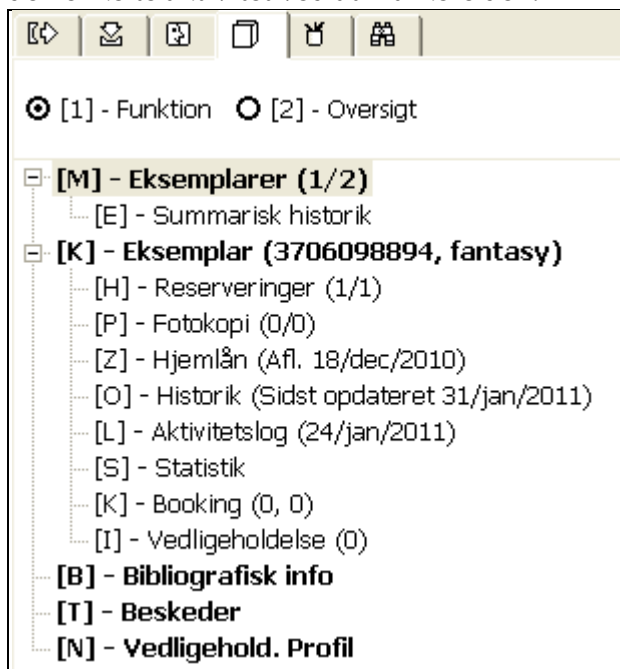 [1] - Funktion [2] - Oversigt
[M] - Eksemplarer (1/2)
[E] - Summarisk historik
[K] - Eksemplar (3706098894, fantasy)
[H] - Reserveringer (1/1)
[P] - Fotokopi (0/0)
[Z] - Hjemlån (Afl. 18/dec/2010)
[O] - Historik (Sidst opdateret 31/jan/2011)
[L] - Aktivitetslog (24/jan/2011)
[S] - Statistik
[K] - Booking (0, 0)
[I] - Vedligeholdelse (0)
[B] - Bibliografisk info
[T] - Beskeder
[N] - Vedligehold. Profil